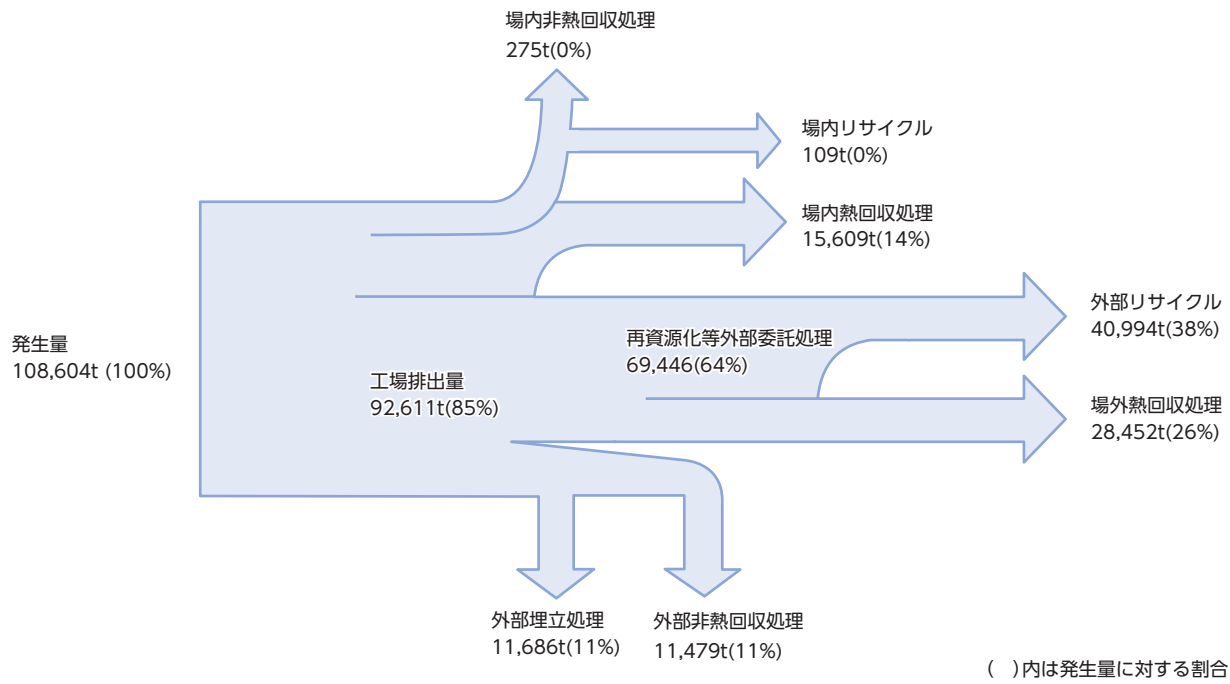 場内非熱回収処理
275t(0%)
場内リサイクル
109t(0%)
場内熱回収処理
15,609t(14%)
外部リサイクル
40,994t(38%)
再資源化等外部委託処理
69,446(64%)
発生量
108,604t (100%)
工場排出量
92,611t(85%)
場外熱回収処理
28,452t(26%)
外部埋立処理
11,686t(11%)
外部非熱回収処理
11,479t(11%)
(　)内は発生量に対する割合